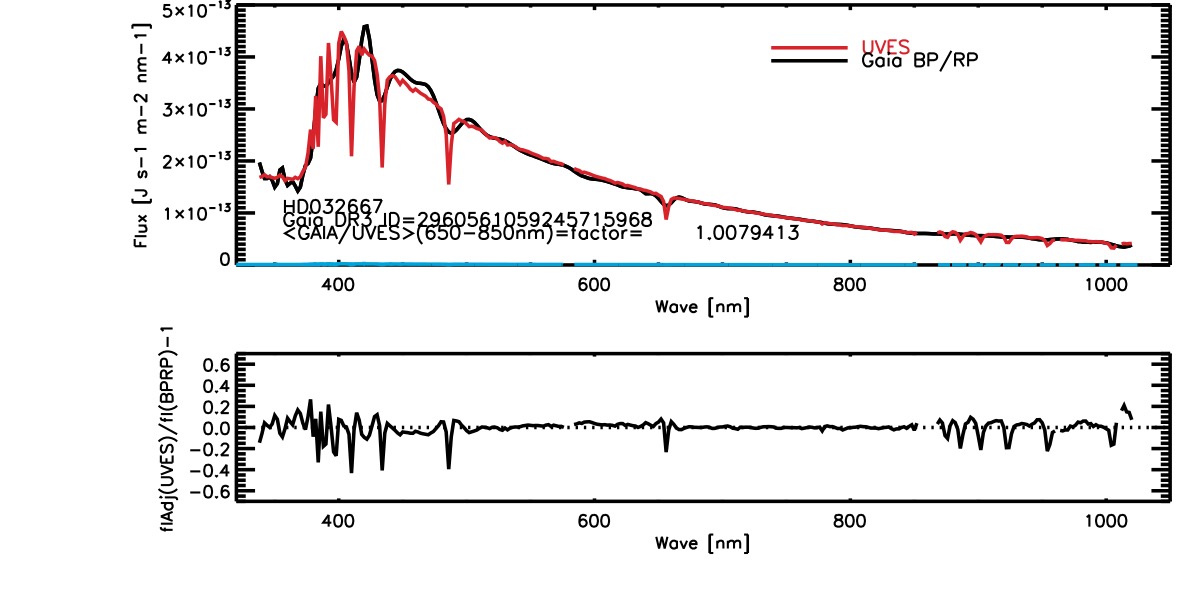 5×10⁻¹³
4×10⁻¹³
3×10⁻¹³
2×10⁻¹³
1×10⁻¹³
0
Flux [J s−1 m−2 nm−1]
UVES
Gaia BP/RP
HD032667
Gaia DR3 ID=2960561059245715968
<GAIA/UVES>(650−850nm)=factor= 1.0079413
400 600 800 1000
Wave [nm]
flAdj(UVES)/fl(BPRP)−1
0.6
0.4
0.2
0.0
−0.2
−0.4
−0.6
400 600 800 1000
Wave [nm]